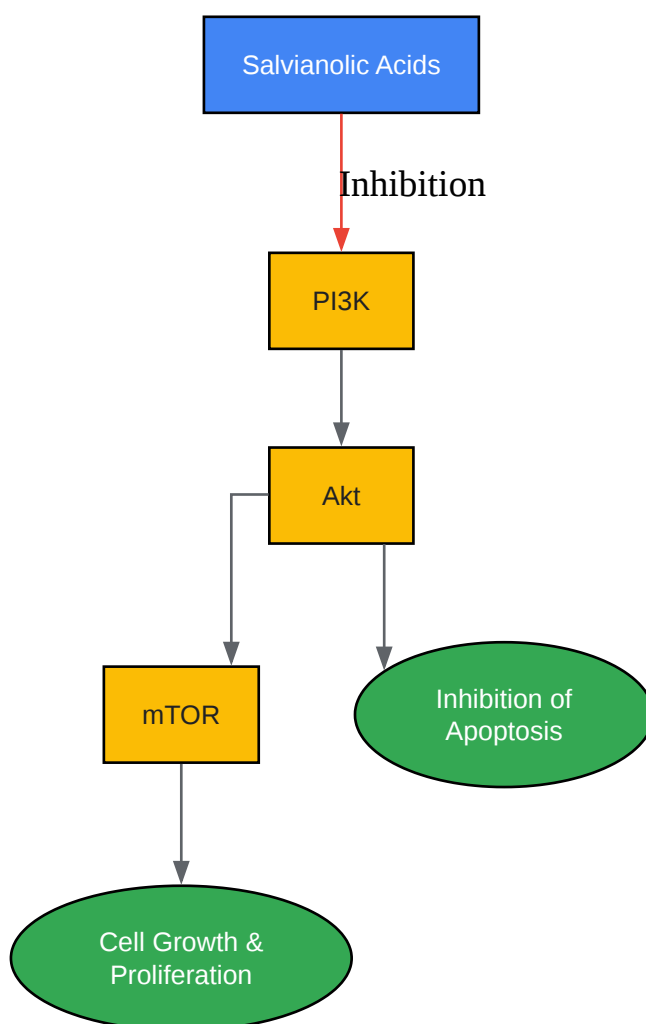 Salvianolic Acids
Inhibition
PI3K
Akt
mTOR
Inhibition of
Apoptosis
Cell Growth &
Proliferation